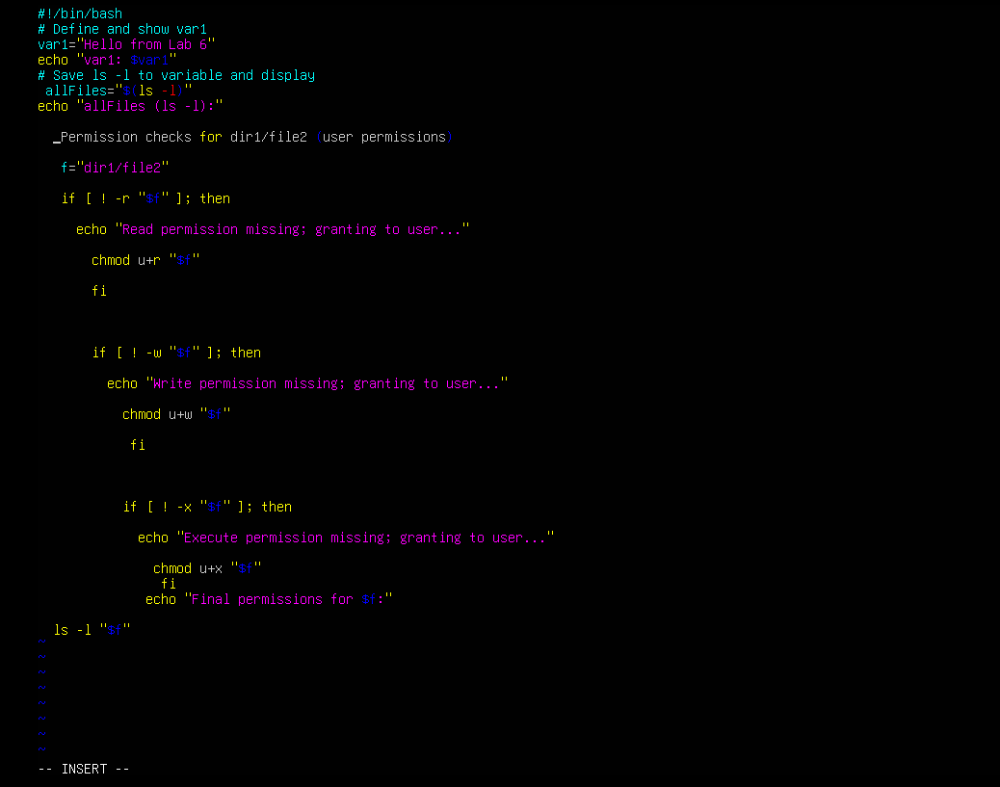 #!/bin/bash
# Define and show var1
var1="Hello from Lab 6"
echo "var1: $var1"
# Save ls -l to variable and display
allFiles="$(ls -l)"
echo "allFiles (ls -l):"
_Permission checks for dir1/file2 (user permissions)
f="dir1/file2"
if [ ! -r "$f" ]; then
echo "Read permission missing; granting to user..."
chmod u+r "$f"
fi
if [ ! -w "$f" ]; then
echo "Write permission missing; granting to user..."
chmod u+w "$f"
fi
if [ ! -x "$f" ]; then
echo "Execute permission missing; granting to user..."
chmod u+x "$f"
fi
echo "Final permissions for $f:"
ls -l "$f"
~
~
~
~
~
~
~
~
-- INSERT --